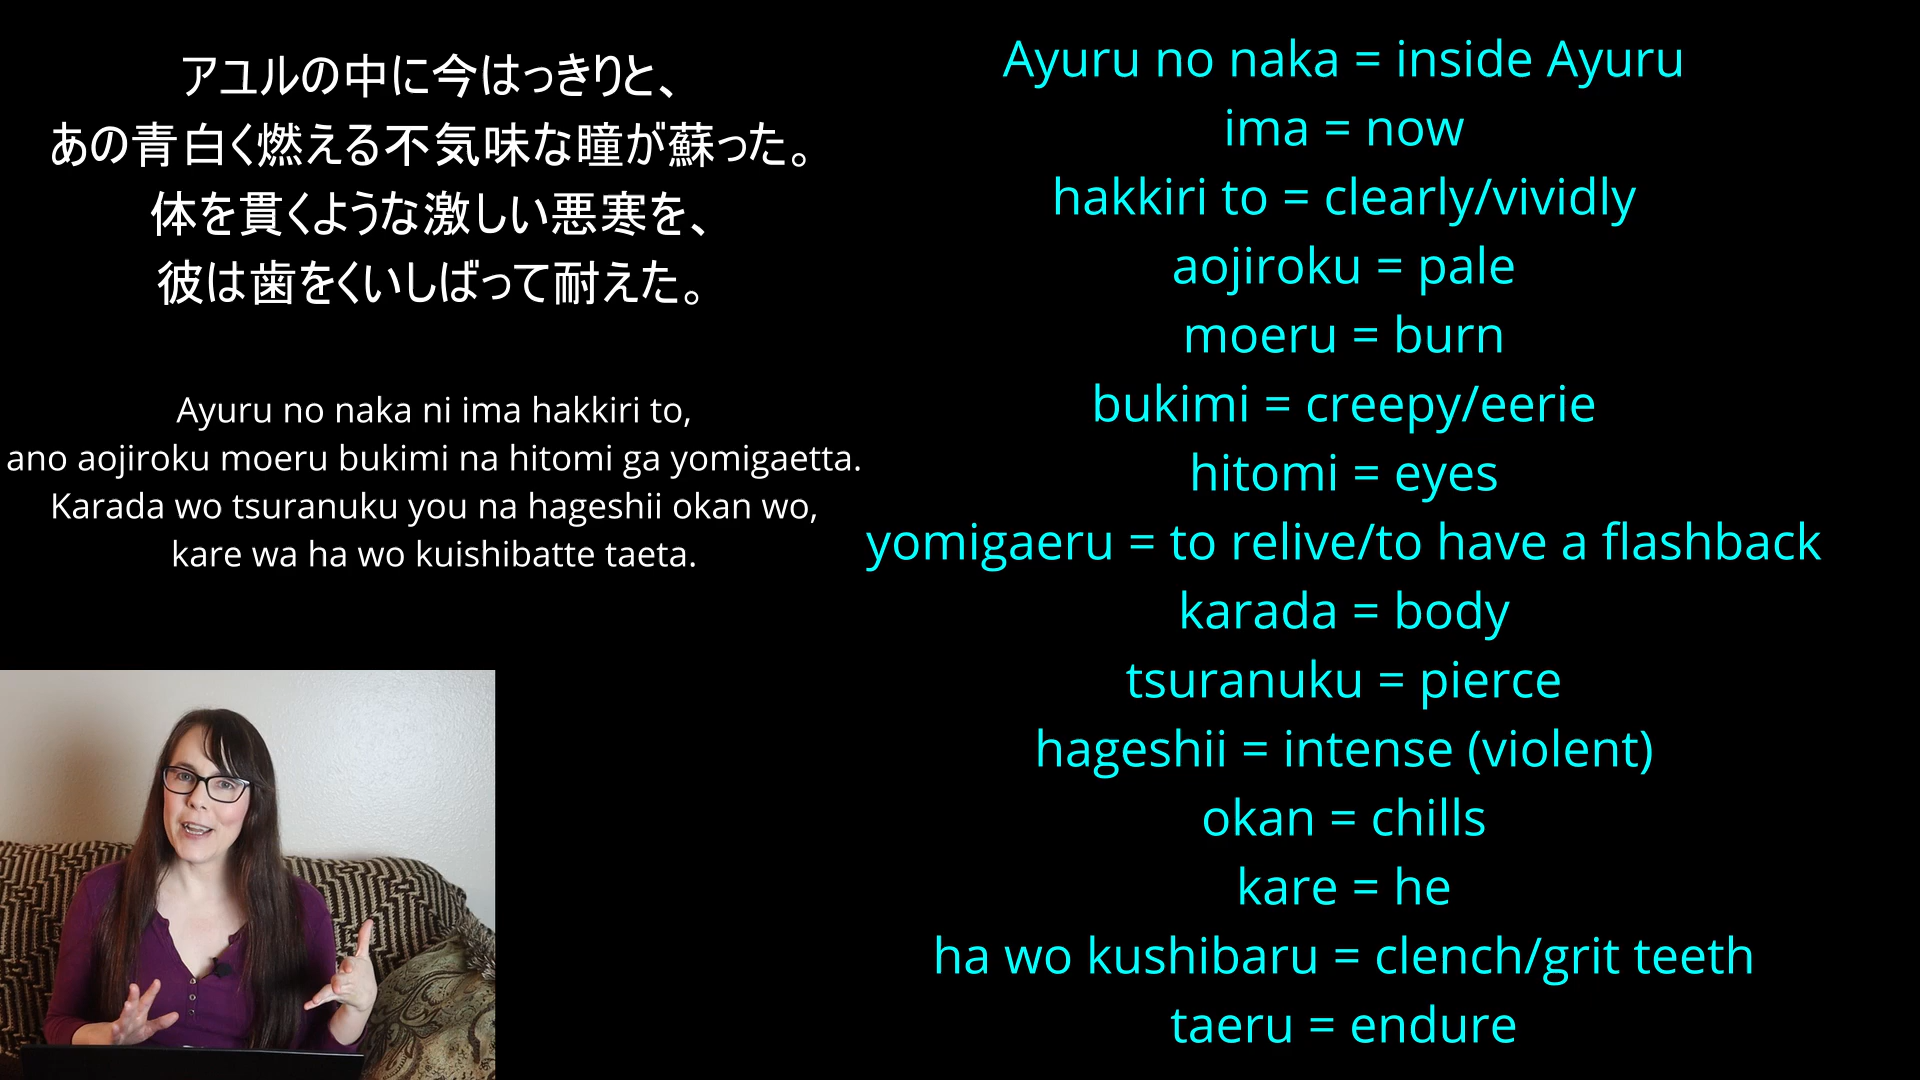 アユルの中に今はっきりと、
あの青白く燃える不気味な瞳が蘇った。
体を貫くような激しい悪寒を、
彼は歯をくいしばって耐えた。
Ayuru no naka ni ima hakkiri to,
ano aojiroku moeru bukimi na hitomi ga yomigaetta.
Karada wo tsuranuku you na hageshii okan wo,
kare wa ha wo kuishibatte taeta.
Ayuru no naka = inside Ayuru
ima = now
hakkiri to = clearly/vividly
aojiroku = pale
moeru = burn
bukimi = creepy/eerie
hitomi = eyes
yomigaeru = to relive/to have a flashback
karada = body
tsuranuku = pierce
hageshii = intense (violent)
okan = chills
kare = he
ha wo kushibaru = clench/grit teeth
taeru = endure